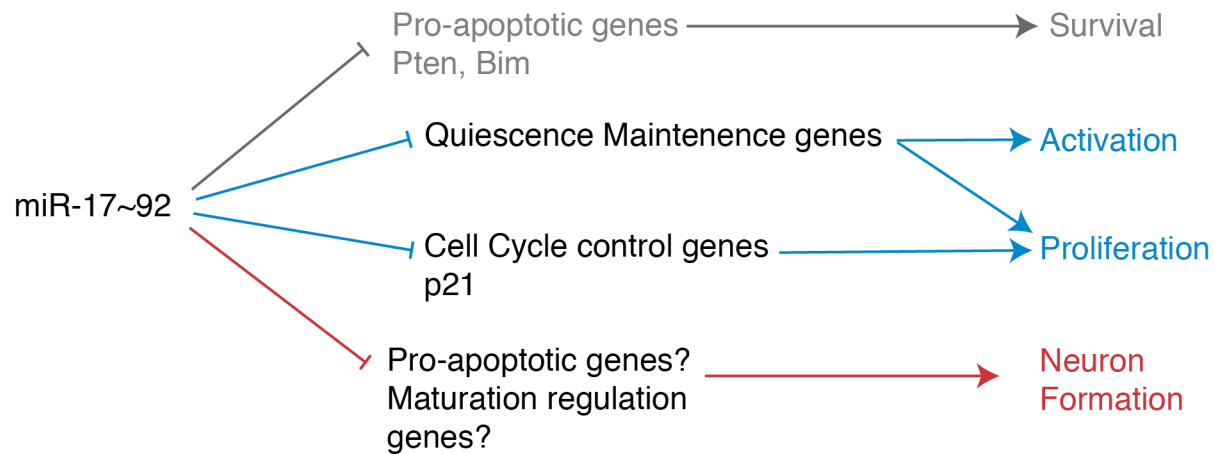 Pro-apoptotic genes
Pten, Bim
Survival
Quiescence Maintenence genes
Activation
miR-17~92
Cell Cycle control genes
p21
Proliferation
Pro-apoptotic genes?
Maturation regulation
genes?
Neuron
Formation